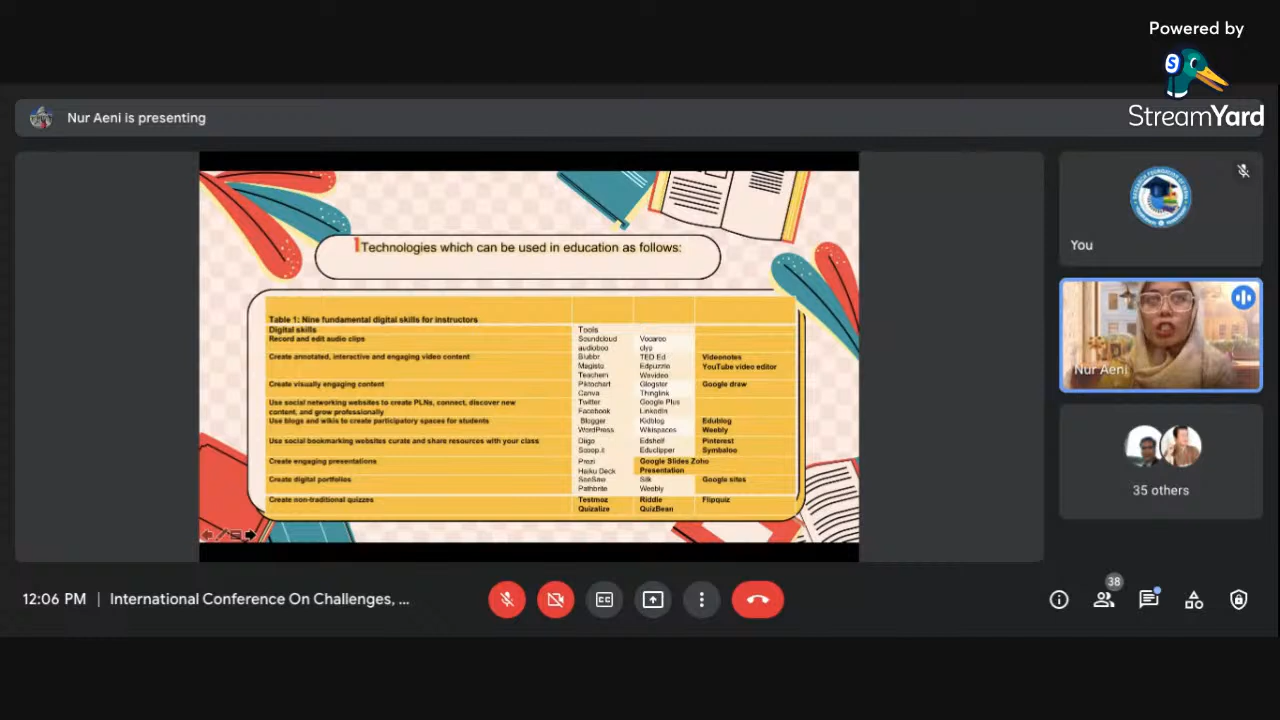 Powered by
StreamYard
Nur Aeni is presenting
1Technologies which can be used in education as follows:
Table 1: Nine fundamental digital skills for instructors
Digital skills Tools
Record and edit audio clips Soundcloud Vocaroo
audioboo clyp
Create annotated, interactive and engaging video content Blubbr TED Ed Videonotes
Magisto Edpuzzle YouTube video editor
Teachem Wevideo
Create visually engaging content Piktochart Glogster Google draw
Canva Thinglink
Use social networking websites to create PLNs, connect, discover new Twitter Google Plus
content, and grow professionally Facebook LinkedIn
Use blogs and wikis to create participatory spaces for students Blogger Kidblog Edublog
WordPress Wikispaces Weebly
Use social bookmarking websites curate and share resources with your class Diigo Edshelf Pinterest
Scoop.it Educlipper Symbaloo
Create engaging presentations Prezi Google Slides Zoho
Haiku Deck Presentation
Create digital portfolios SeeSaw Silk Google sites
Pathbrite Weebly
Create non-traditional quizzes Testmoz Riddle Flipquiz
Quizalize QuizBean
You
Nur Aeni
35 others
12:06 PM | International Conference On Challenges, ...
CC
38